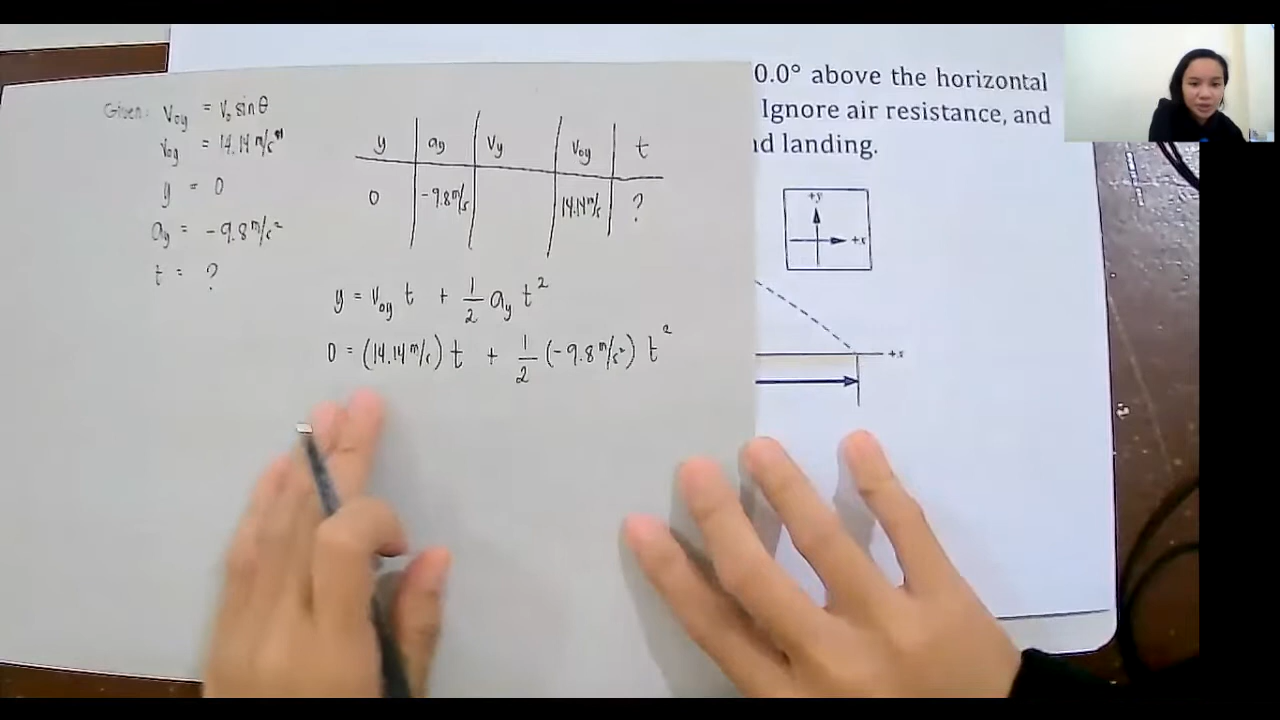 Given: Voy = V₀ sin θ
Voy = 14.14 m/s
y = 0
ay = -9.8 m/s²
t = ?
y ay Vy Voy t
0 -9.8 m/s 14.14 m/s ?
y = Voy t + 1/2 ay t²
0 = (14.14 m/s) t + 1/2 (-9.8 m/s²) t²
0.0° above the horizontal
Ignore air resistance, and
d landing.
+y
+x
+x